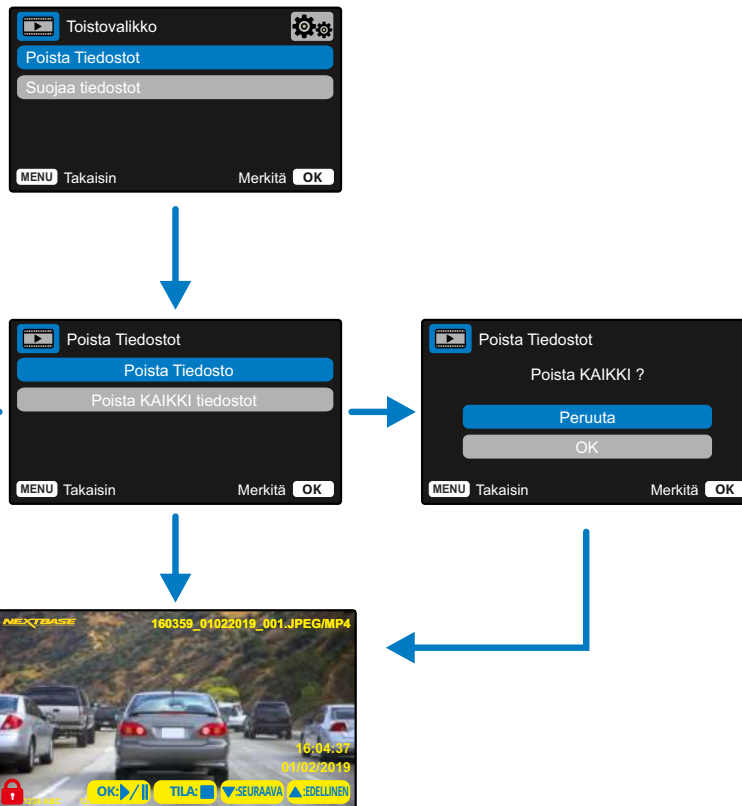 Toistovalikko
Poista Tiedostot
Suojaa tiedostot
MENU Takaisin Merkitä OK
Poista Tiedostot
Poista Tiedosto
Poista KAIKKI tiedostot
MENU Takaisin Merkitä OK
Poista Tiedostot
Poista KAIKKI ?
Peruuta
OK
MENU Takaisin Merkitä OK
NEXTBASE 160359_01022019_001.JPEG/MP4
16:04:37
01/02/2019
OK: TILA: :SEURAAVA :EDELLINEN